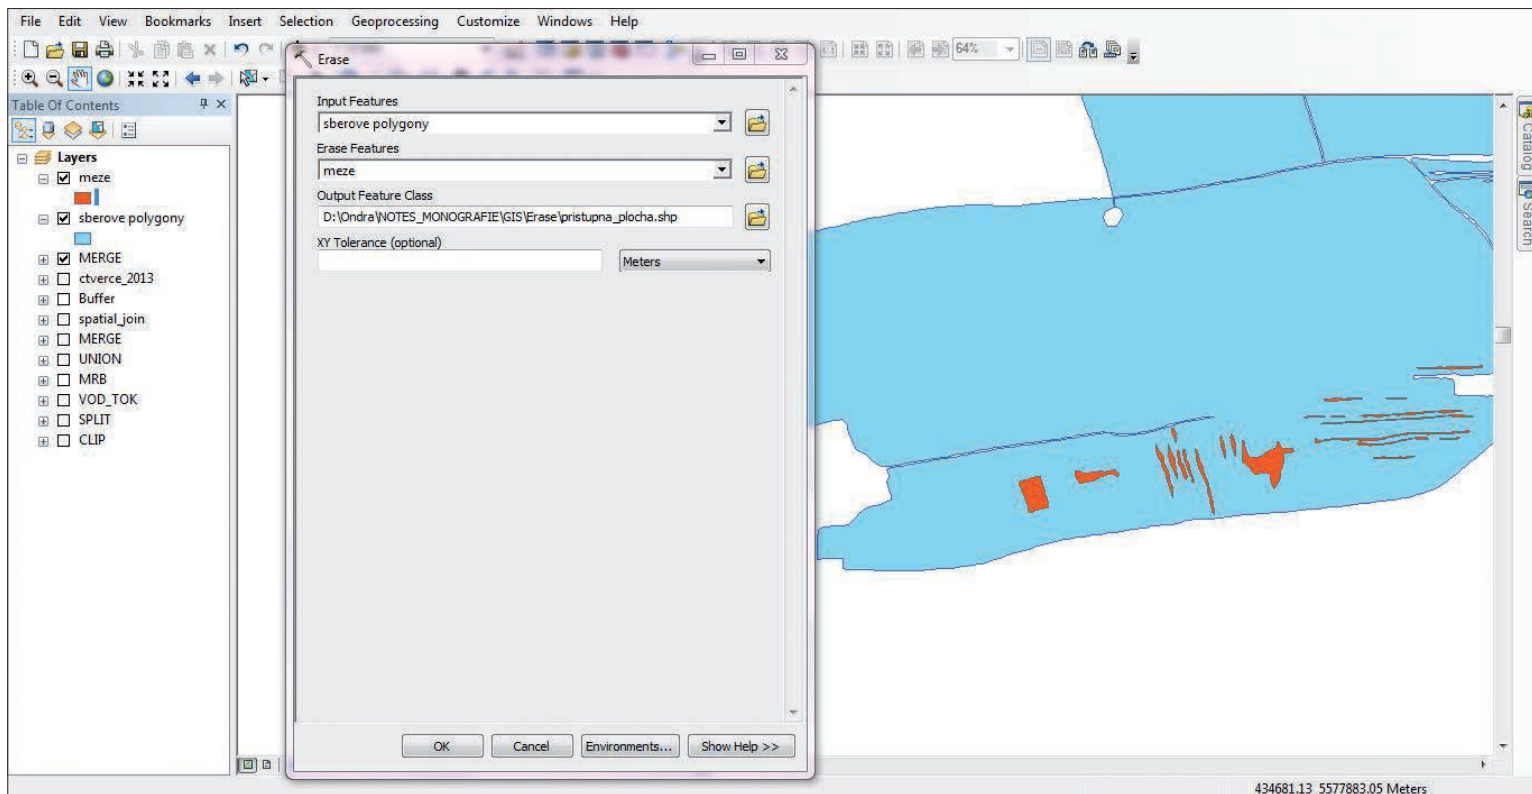 File Edit View Bookmarks Insert Selection Geoprocessing Customize Windows Help
64%
Table Of Contents
Layers
meze
sberove polygony
MERGE
ctverce_2013
Buffer
spatial_join
MERGE
UNION
MRB
VOD_TOK
SPLIT
CLIP
Erase
Input Features
sberove polygony
Erase Features
meze
Output Feature Class
D:\Ondra\NOTES_MONOGRAFIE\GIS\Erase\pristupna_plocha.shp
XY Tolerance (optional)
Meters
OK Cancel Environments... Show Help >>
Catalog
Search
434681.13 5577883.05 Meters